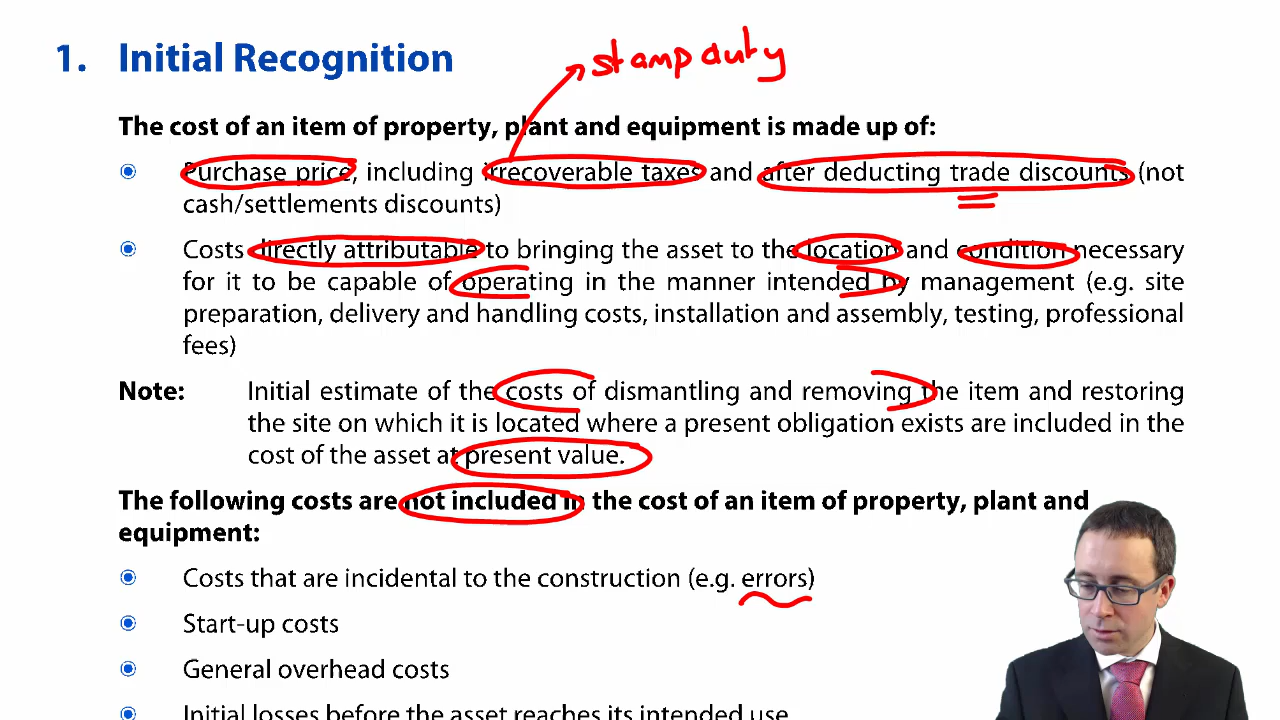 1. Initial Recognition
stamp duty
The cost of an item of property, plant and equipment is made up of:
Purchase price, including irrecoverable taxes and after deducting trade discounts (not
cash/settlements discounts)
Costs directly attributable to bringing the asset to the location and condition necessary
for it to be capable of operating in the manner intended by management (e.g. site
preparation, delivery and handling costs, installation and assembly, testing, professional
fees)
Note: Initial estimate of the costs of dismantling and removing the item and restoring
the site on which it is located where a present obligation exists are included in the
cost of the asset at present value.
The following costs are not included in the cost of an item of property, plant and
equipment:
Costs that are incidental to the construction (e.g. errors)
Start-up costs
General overhead costs
Initial losses before the asset reaches its intended use